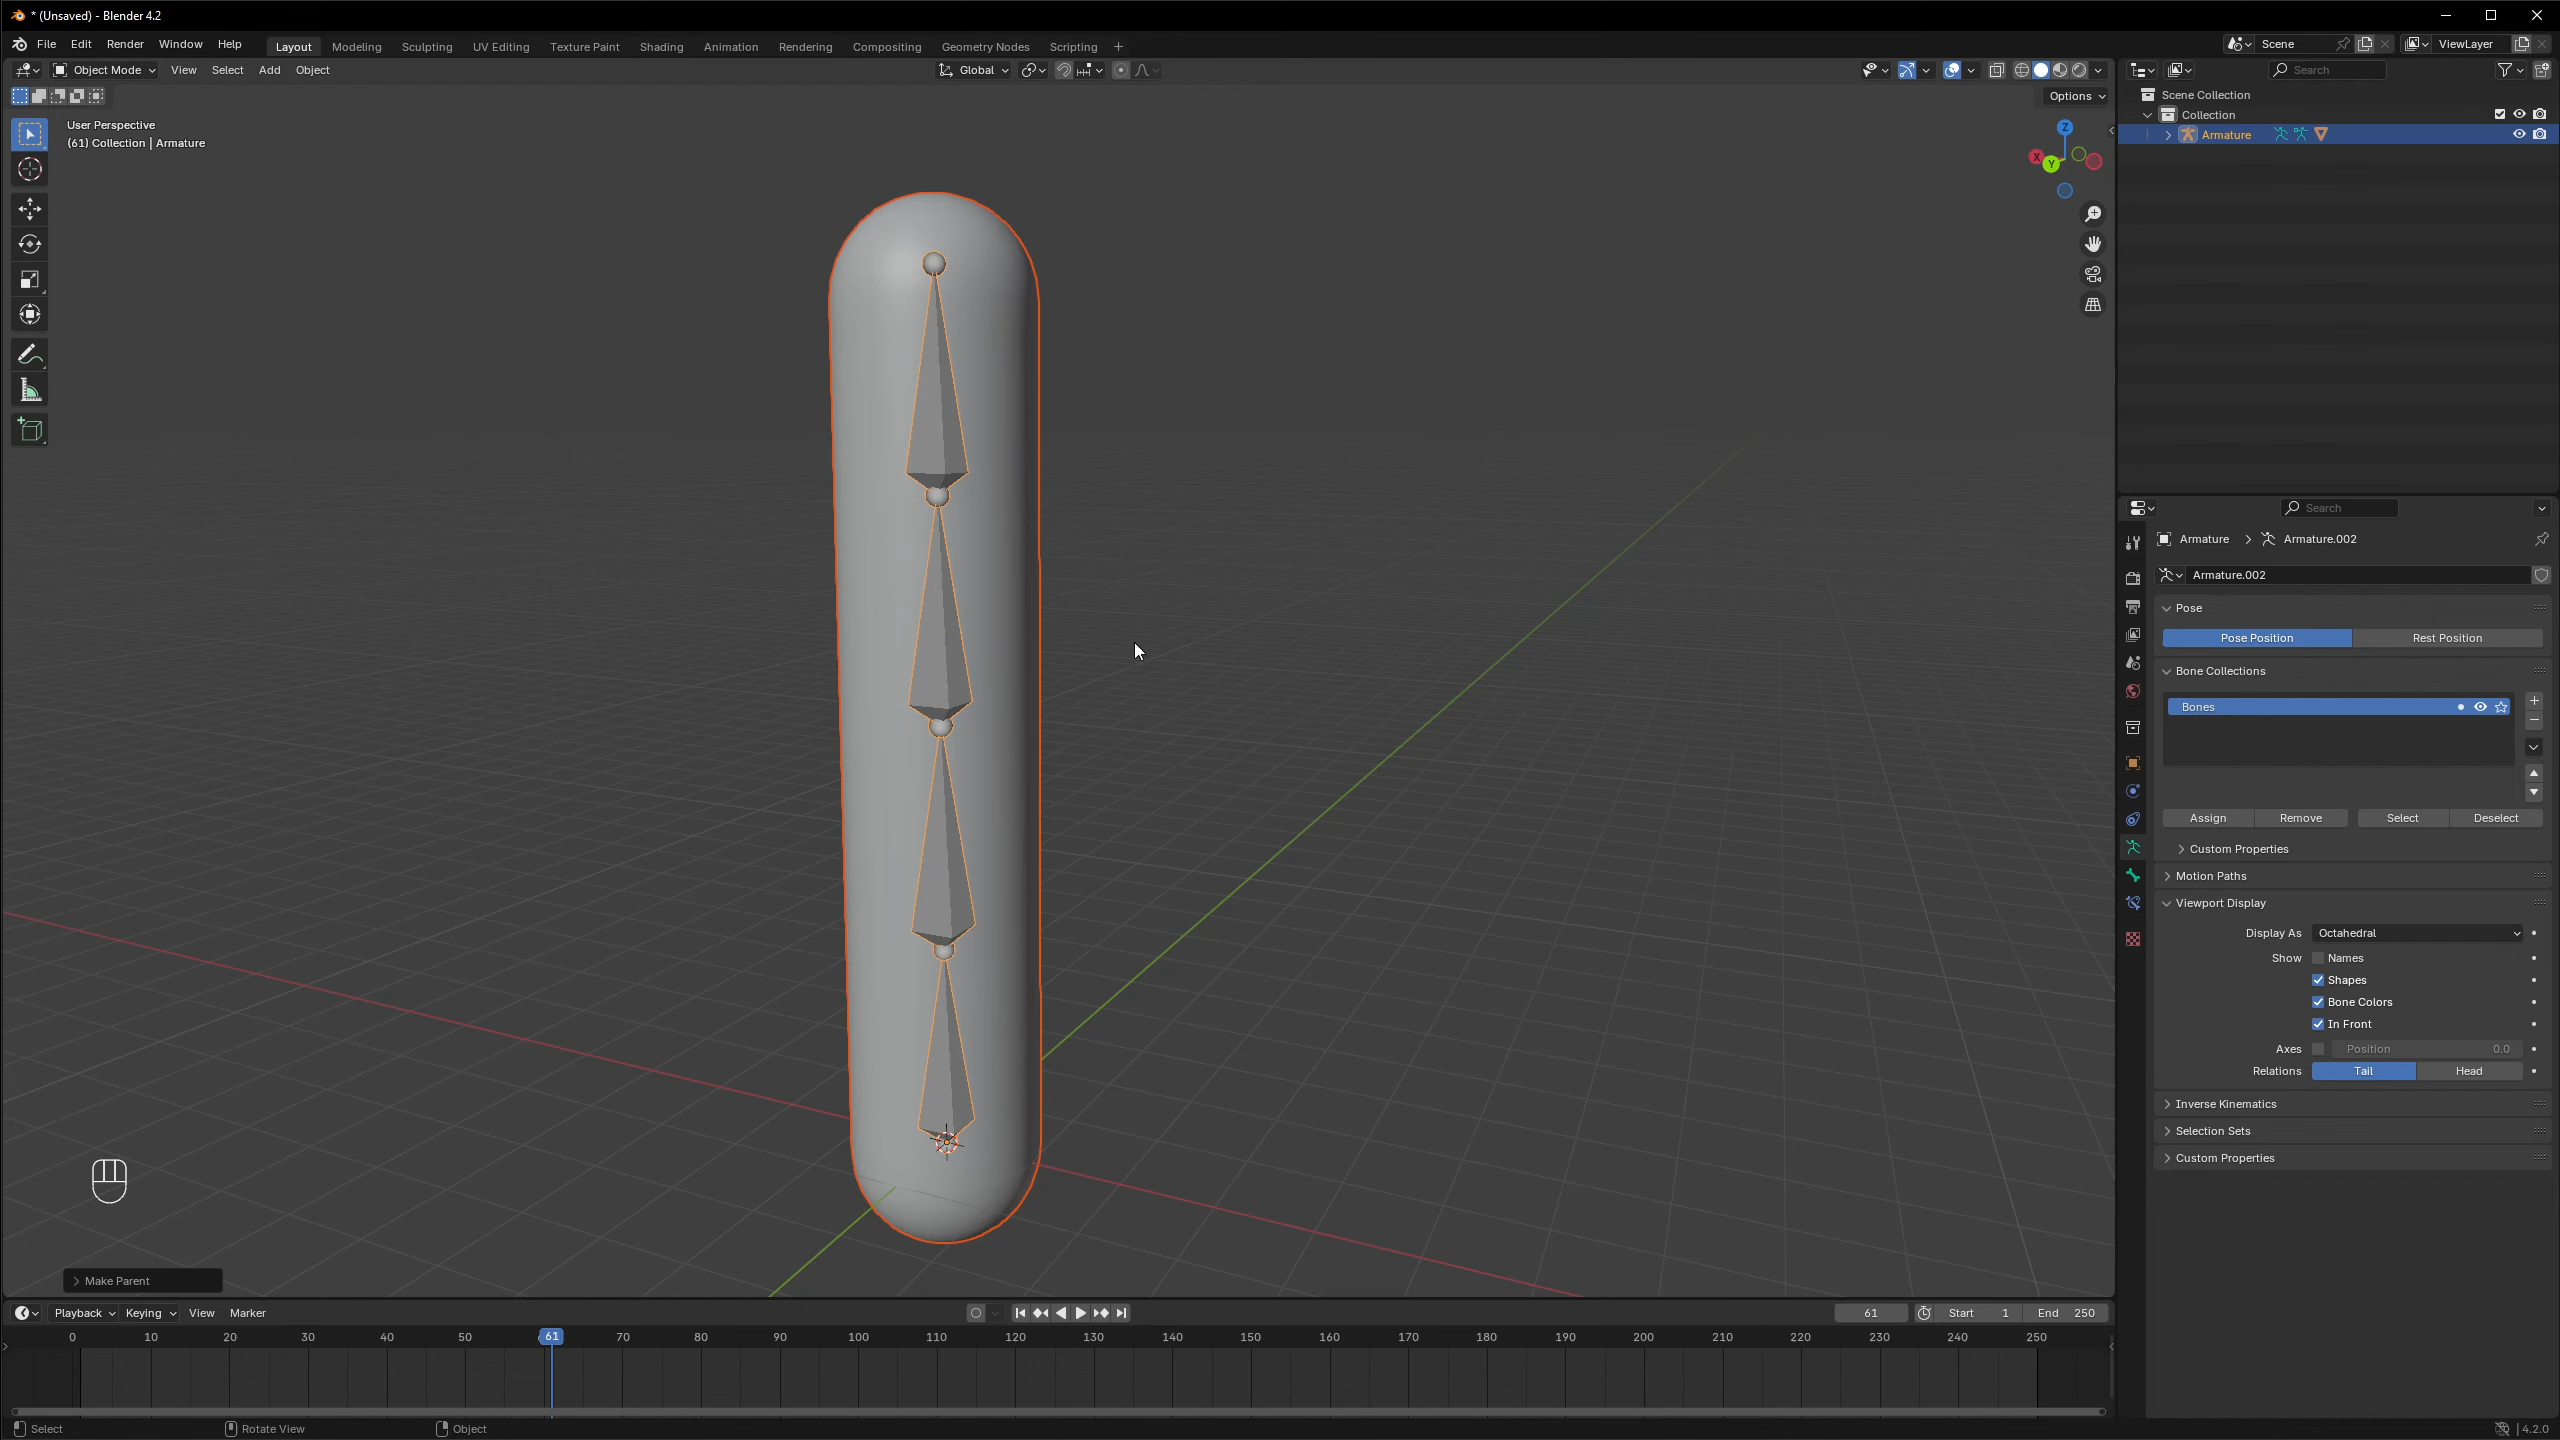 * (Unsaved) - Blender 4.2
File Edit Render Window Help Layout Modeling Sculpting UV Editing Texture Paint Shading Animation Rendering Compositing Geometry Nodes Scripting + Scene ViewLayer
Object Mode View Select Add Object Global Search
Options
User Perspective
(61) Collection | Armature
Z
X
Y
Scene Collection
Collection
Armature
Search
Armature > Armature.002
Armature.002
Pose
Pose Position Rest Position
Bone Collections
Bones
Assign Remove Select Deselect
Custom Properties
Motion Paths
Viewport Display
Display As Octahedral
Show Names
Shapes
Bone Colors
In Front
Axes Position 0.0
Relations Tail Head
Inverse Kinematics
Selection Sets
Custom Properties
Make Parent
Playback Keying View Marker 61 Start 1 End 250
0 10 20 30 40 50 61 70 80 90 100 110 120 130 140 150 160 170 180 190 200 210 220 230 240 250
Select Rotate View Object 4.2.0